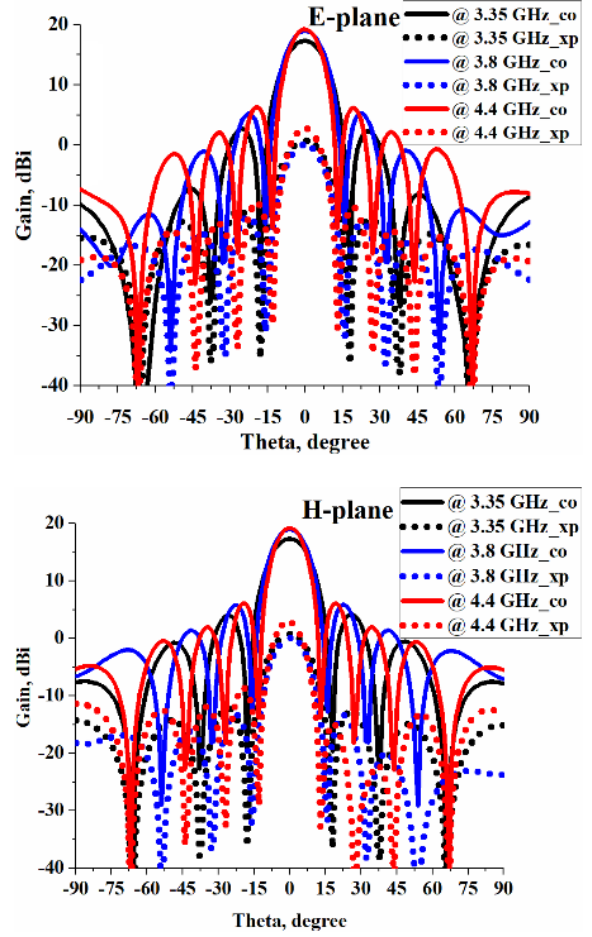 E-plane
@ 3.35 GHz_co
@ 3.35 GHz_xp
@ 3.8 GHz_co
@ 3.8 GHz_xp
@ 4.4 GHz_co
@ 4.4 GHz_xp
Gain, dBi
20
10
0
-10
-20
-30
-40
-90 -75 -60 -45 -30 -15 0 15 30 45 60 75 90
Theta, degree
H-plane
@ 3.35 GHz_co
@ 3.35 GHz_xp
@ 3.8 GHz_co
@ 3.8 GHz_xp
@ 4.4 GHz_co
@ 4.4 GHz_xp
Gain, dBi
20
10
0
-10
-20
-30
-40
-90 -75 -60 -45 -30 -15 0 15 30 45 60 75 90
Theta, degree